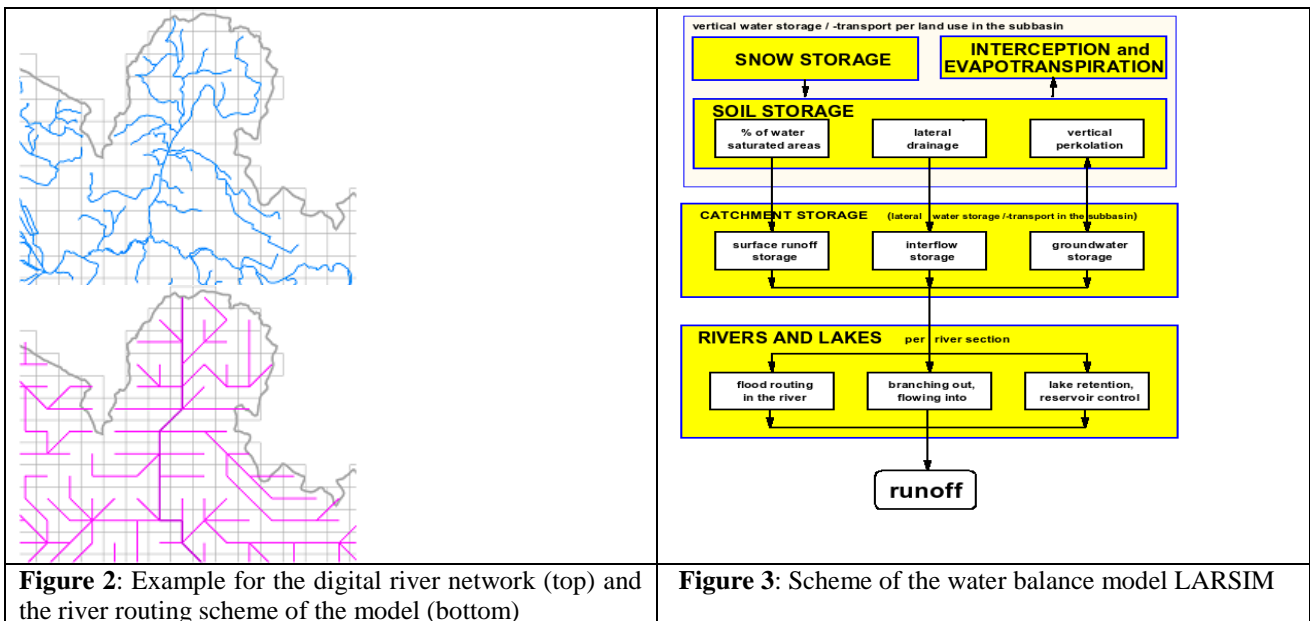 vertical water storage / -transport per land use in the subbasin
SNOW STORAGE
INTERCEPTION and
EVAPOTRANSPIRATION
SOIL STORAGE
% of water
saturated areas
lateral
drainage
vertical
perkolation
CATCHMENT STORAGE (lateral water storage /-transport in the subbasin)
surface runoff
storage
interflow
storage
groundwater
storage
RIVERS AND LAKES per river section
flood routing
in the river
branching out,
flowing into
lake retention,
reservoir control
runoff
Figure 2: Example for the digital river network (top) and
the river routing scheme of the model (bottom)
Figure 3: Scheme of the water balance model LARSIM